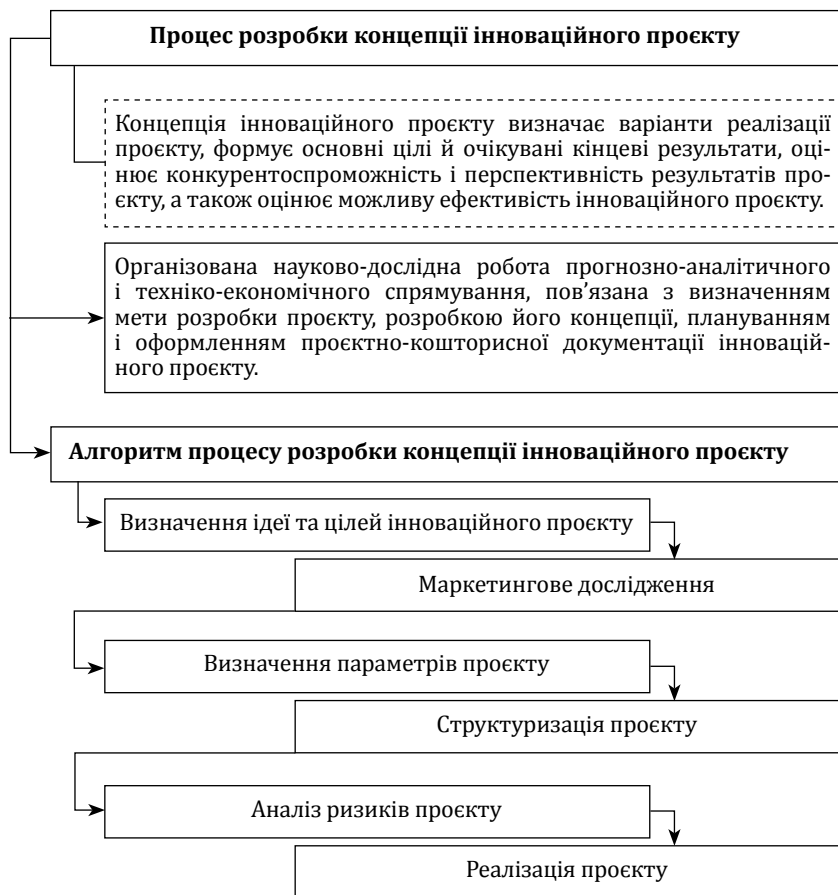 Процес розробки концепції інноваційного проєкту
Концепція інноваційного проєкту визначає варіанти реалізації
проєкту, формує основні цілі й очікувані кінцеві результати, оці-
нює конкурентоспроможність і перспективність результатів про-
єкту, а також оцінює можливу ефективість інноваційного проєкту.
Організована науково-дослідна робота прогнозно-аналітичного
і техніко-економічного спрямування, пов’язана з визначенням
мети розробки проєкту, розробкою його концепції, плануванням
і оформленням проєктно-кошторисної документації інновацій-
ного проєкту.
Алгоритм процесу розробки концепції інноваційного проєкту
Визначення ідеї та цілей інноваційного проєкту
Маркетингове дослідження
Визначення параметрів проєкту
Структуризація проєкту
Аналіз ризиків проєкту
Реалізація проєкту